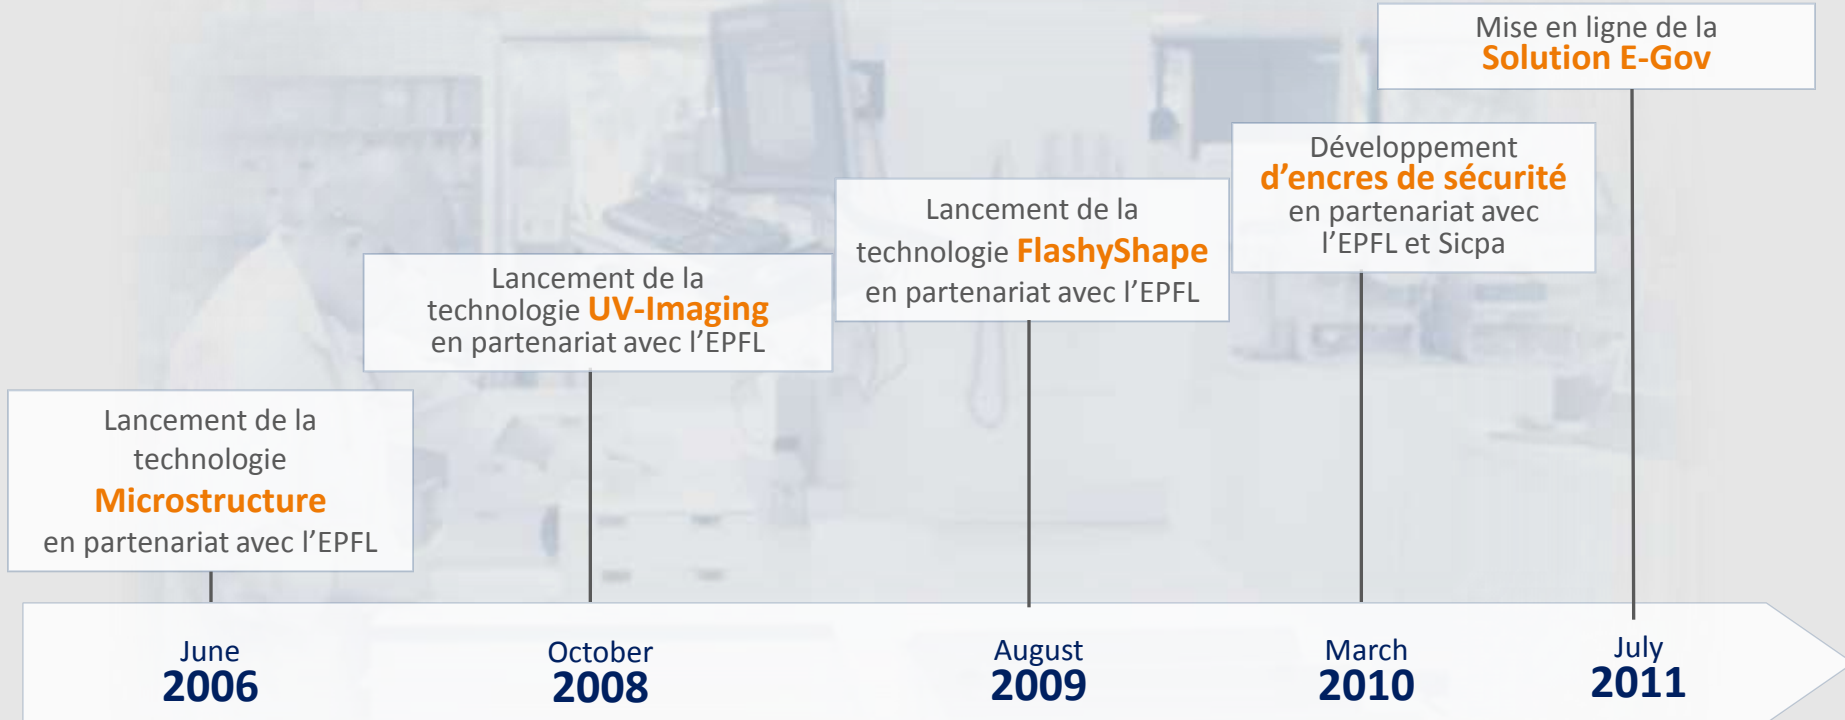 Mise en ligne de la
Solution E-Gov
Développement
d’encres de sécurité
en partenariat avec
l’EPFL et Sicpa
Lancement de la
technologie FlashyShape
en partenariat avec l’EPFL
Lancement de la
technologie UV-Imaging
en partenariat avec l’EPFL
Lancement de la
technologie
Microstructure
en partenariat avec l’EPFL
June
2006
October
2008
August
2009
March
2010
July
2011